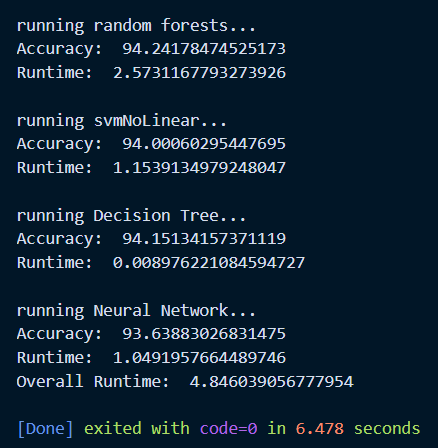 running random forests...
Accuracy:  94.24178474525173
Runtime:  2.5731167793273926
running svmNoLinear...
Accuracy:  94.00060295447695
Runtime:  1.1539134979248047
running Decision Tree...
Accuracy:  94.15134157371119
Runtime:  0.008976221084594727
running Neural Network...
Accuracy:  93.63883026831475
Runtime:  1.0491957664489746
Overall Runtime:  4.846039056777954
[Done] exited with code=0 in 6.478 seconds